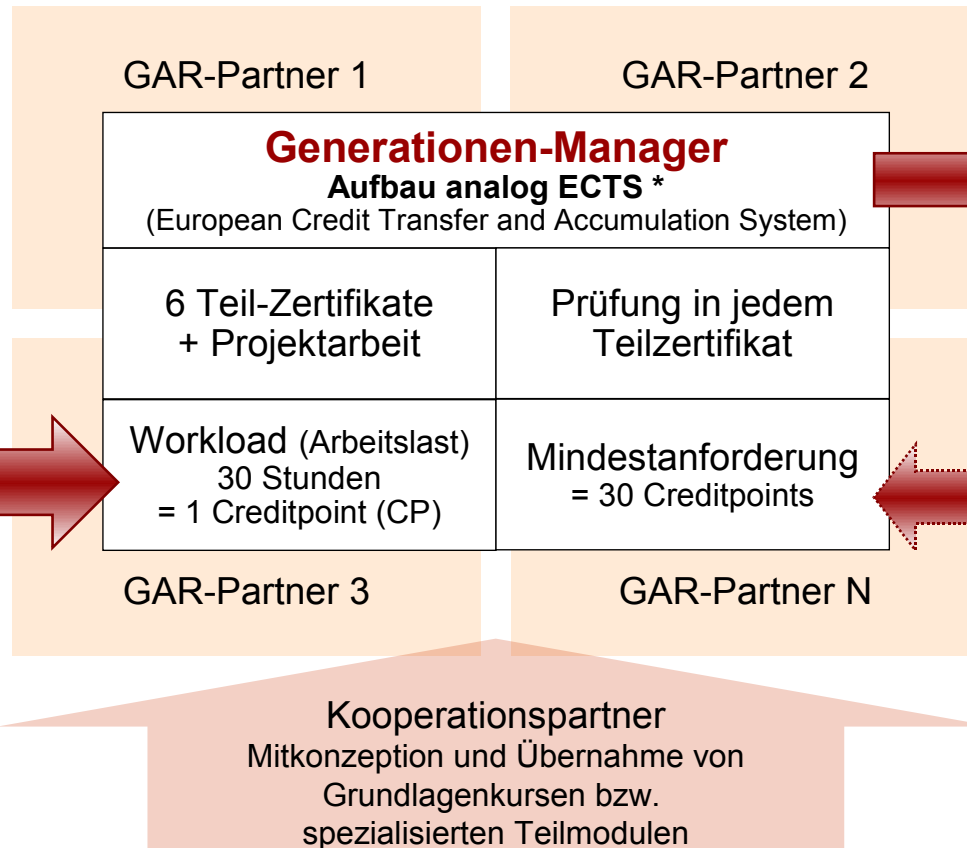 GAR-Partner 1
GAR-Partner 2
Generationen-Manager
Aufbau analog ECTS *
(European Credit Transfer and Accumulation System)
6 Teil-Zertifikate
+ Projektarbeit
Prüfung in jedem
Teilzertifikat
Workload (Arbeitslast)
30 Stunden
= 1 Creditpoint (CP)
Mindestanforderung
= 30 Creditpoints
GAR-Partner 3
GAR-Partner N
Kooperationspartner
Mitkonzeption und Übernahme von
Grundlagenkursen bzw.
spezialisierten Teilmodulen